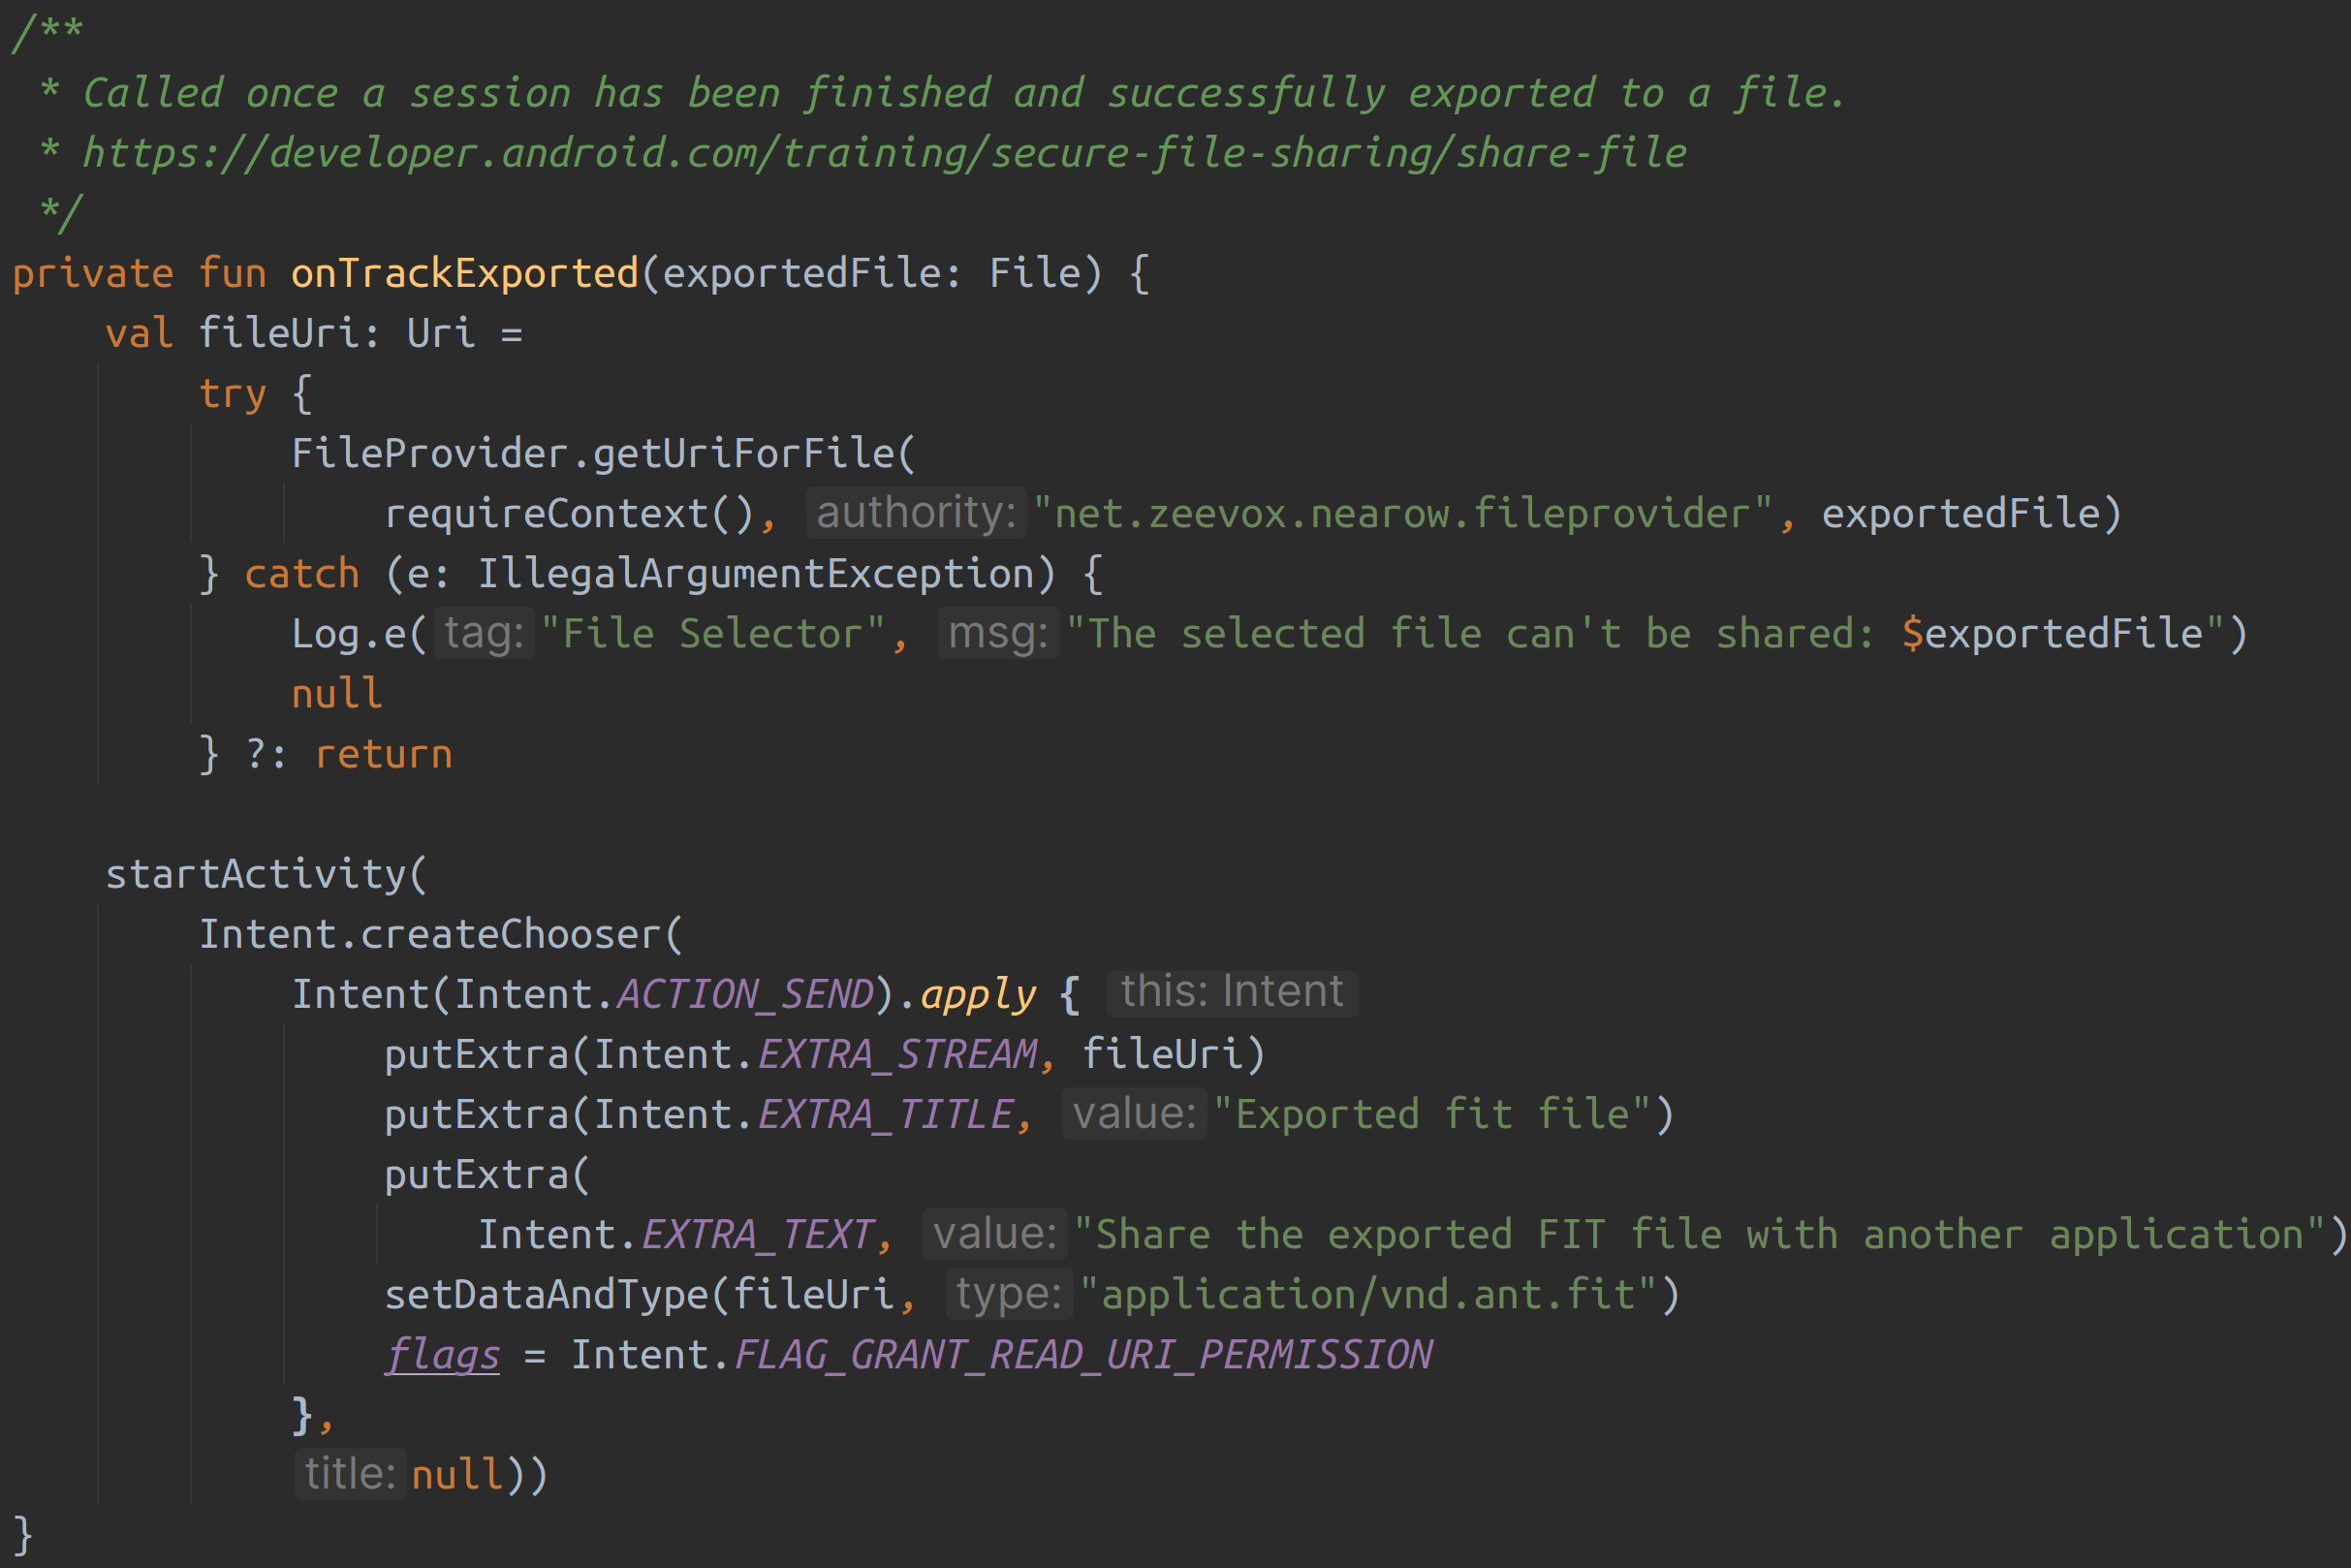 /**
 * Called once a session has been finished and successfully exported to a file.
 * https://developer.android.com/training/secure-file-sharing/share-file
 */
private fun onTrackExported(exportedFile: File) {
    val fileUri: Uri =
        try {
            FileProvider.getUriForFile(
                requireContext(), authority: "net.zeevox.nearow.fileprovider", exportedFile)
        } catch (e: IllegalArgumentException) {
            Log.e( tag: "File Selector", msg: "The selected file can't be shared: $exportedFile")
            null
        } ?: return

    startActivity(
        Intent.createChooser(
            Intent(Intent.ACTION_SEND).apply { this: Intent
                putExtra(Intent.EXTRA_STREAM, fileUri)
                putExtra(Intent.EXTRA_TITLE, value: "Exported fit file")
                putExtra(
                    Intent.EXTRA_TEXT, value: "Share the exported FIT file with another application")
                setDataAndType(fileUri, type: "application/vnd.ant.fit")
                flags = Intent.FLAG_GRANT_READ_URI_PERMISSION
            },
            title: null))
}